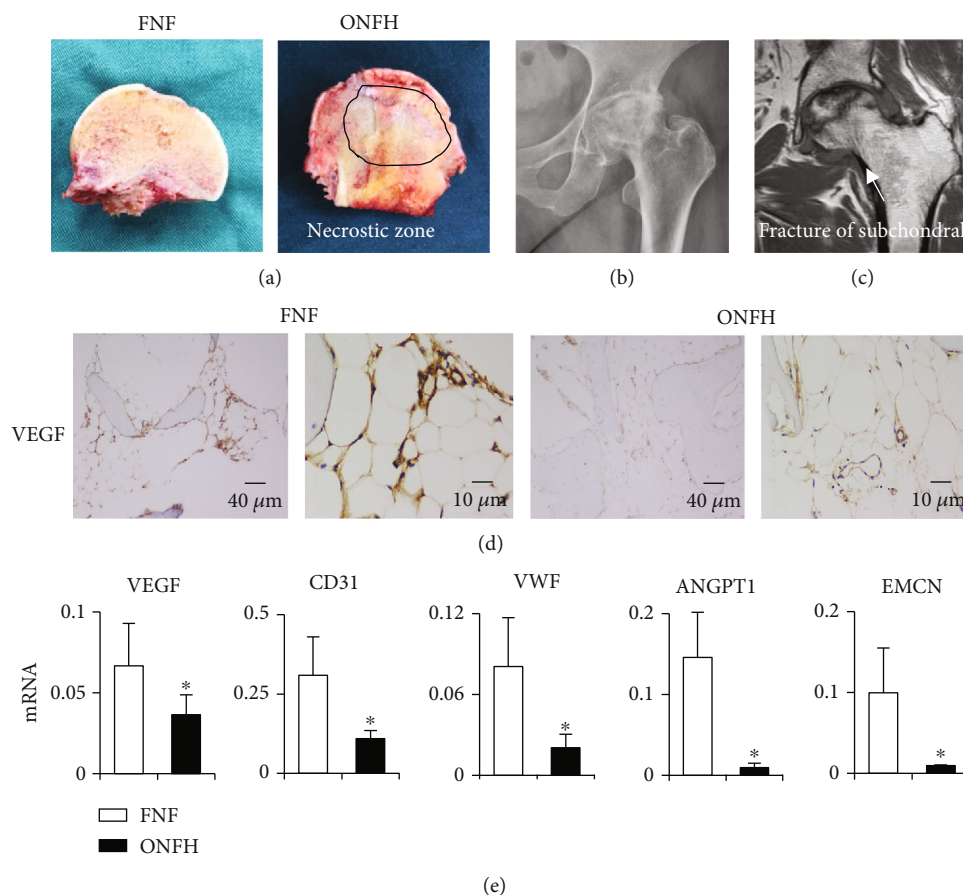 FNF
ONFH
Necrostic zone
Fracture of subchondral
(a)
(b)
(c)
FNF
ONFH
VEGF
40 μm
10 μm
40 μm
10 μm
(d)
VEGF
CD31
VWF
ANGPT1
EMCN
mRNA
0.1
0.05
0
*
0.5
0.25
0
*
0.12
0.06
0
*
0.2
0.1
0
*
0.2
0.1
0
*
FNF
ONFH
(e)